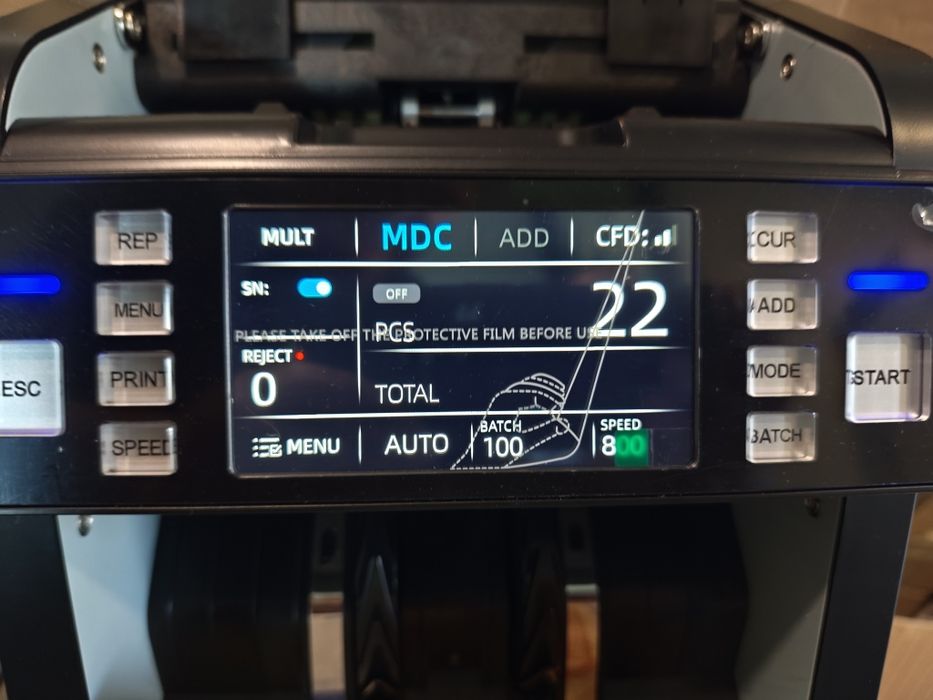 MULT MDC ADD CFD:
SN: OFF 22
PCS
PLEASE TAKE OFF THE PROTECTIVE FILM BEFORE USE
REJECT
0
TOTAL
MENU AUTO BATCH 100 SPEED 800
REP
MENU
PRINT
SPEED
ESC
CUR
ADD
MODE
BATCH
START